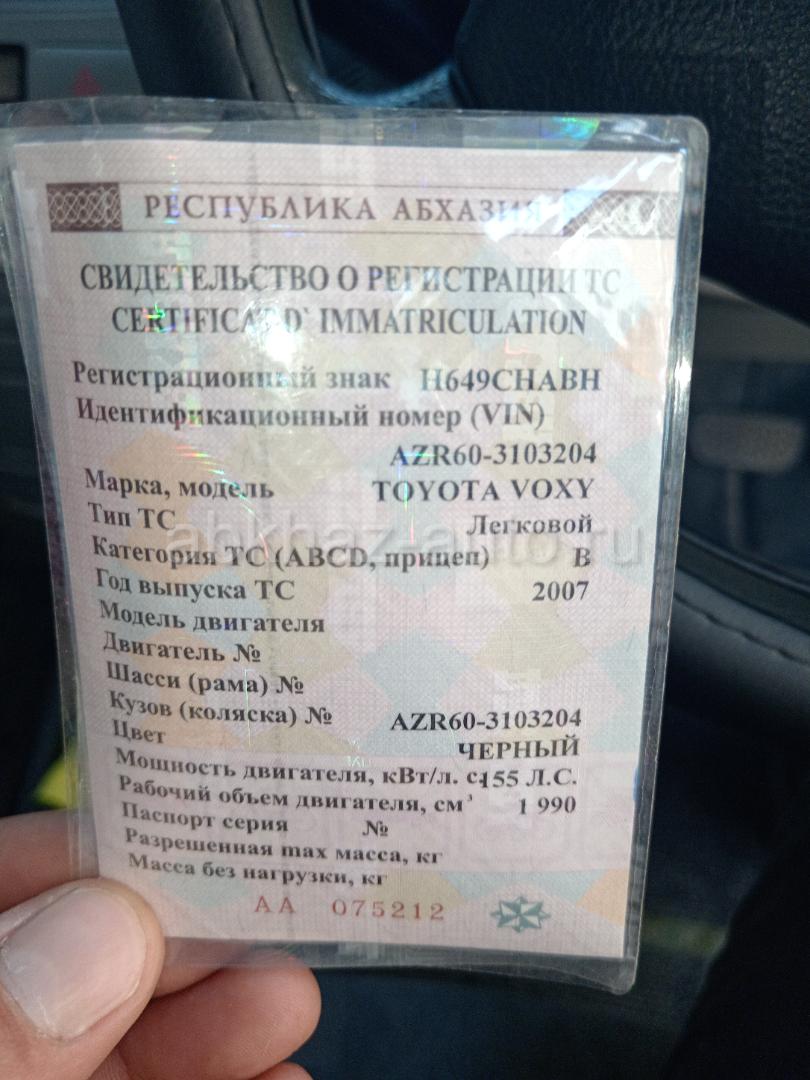 РЕСПУБЛИКА АБХАЗИЯ
СВИДЕТЕЛЬСТВО О РЕГИСТРАЦИИ ТС
CERTIFICAT D` IMMATRICULATION
Регистрационный знак Н649СНАВН
Идентификационный номер (VIN)
AZR60-3103204
Марка, модель TOYOTA VOXY
Тип ТС Легковой
abkhaz-auto.ru
Категория ТС (ABCD, прицеп) B
Год выпуска ТС 2007
Модель двигателя
Двигатель №
Шасси (рама) №
Кузов (коляска) № AZR60-3103204
Цвет ЧЕРНЫЙ
Мощность двигателя, кВт/л. с. 155 Л.С.
Рабочий объем двигателя, см³ 1 990
Паспорт серия №
Разрешенная max масса, кг
Масса без нагрузки, кг
АА 075212